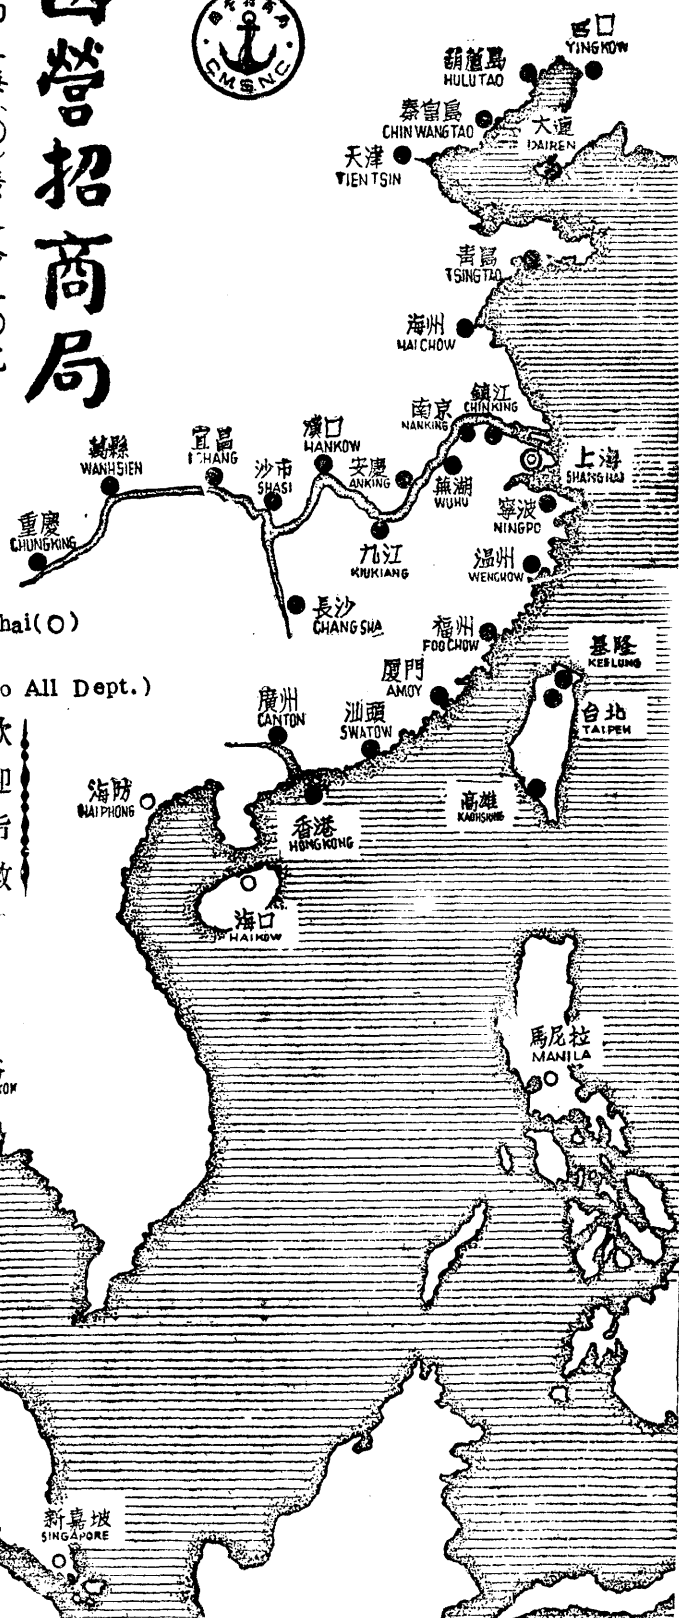 國營招商局
C.M.S.N.C.
營口
YINGKOW
葫蘆島
HULUTAO
秦皇島
CHINWANGTAO
大連
DAIREN
天津
TIENTSIN
青島
TSINGTAO
海州
HAICHOW
鎮江
CHINKING
南京
NANKING
漢口
HANKOW
宜昌
ICHANG
萬縣
WANHSIEN
沙市
SHASI
安慶
ANKING
蕪湖
WUHU
上海
SHANGHAI
寧波
NINGPO
重慶
CHUNGKING
九江
KIUKIANG
溫州
WENCHOW
長沙
CHANGSHA
hai(O)
福州
FOOCHOW
基隆
KEELUNG
o All Dept.)
廈門
AMOY
廣州
CANTON
汕頭
SWATOW
台北
TAIPEH
海防
HAIPHONG
高雄
KAOHSIUNG
香港
HONGKONG
海口
HAIKOW
馬尼拉
MANILA
新嘉坡
SINGAPORE